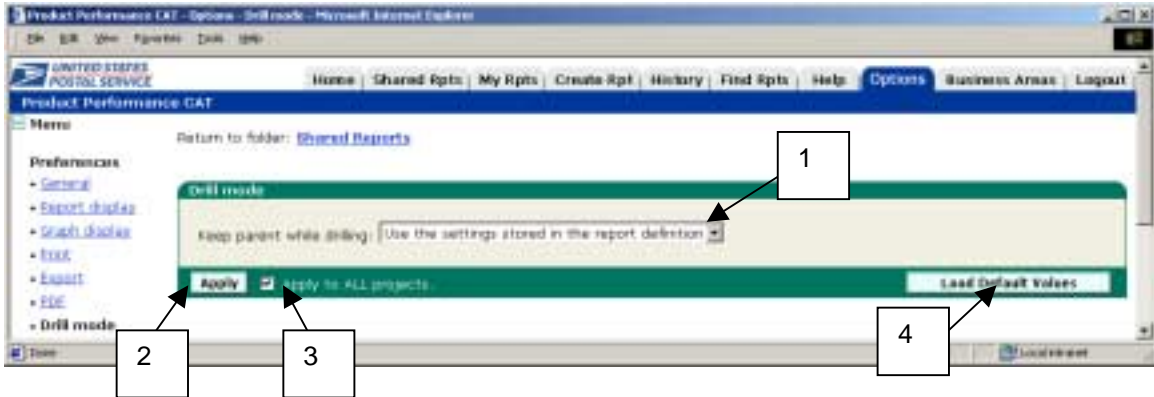 Product Performance CAT - Options - Drill mode - Microsoft Internet Explorer
File Edit View Favorites Tools Help
UNITED STATES
POSTAL SERVICE
Home Shared Rpts My Rpts Create Rpt History Find Rpts Help Options Business Areas Logout
Product Performance CAT
Menu
Return to folder: Shared Reports
1
Preferences
General
Drill mode
Report display
Graph display
Keep parent while drilling: Use the settings stored in the report definition
Print
Export
Apply Apply to ALL projects. Load Default Values
PDF
Drill mode
2
3
4
Done
Local intranet